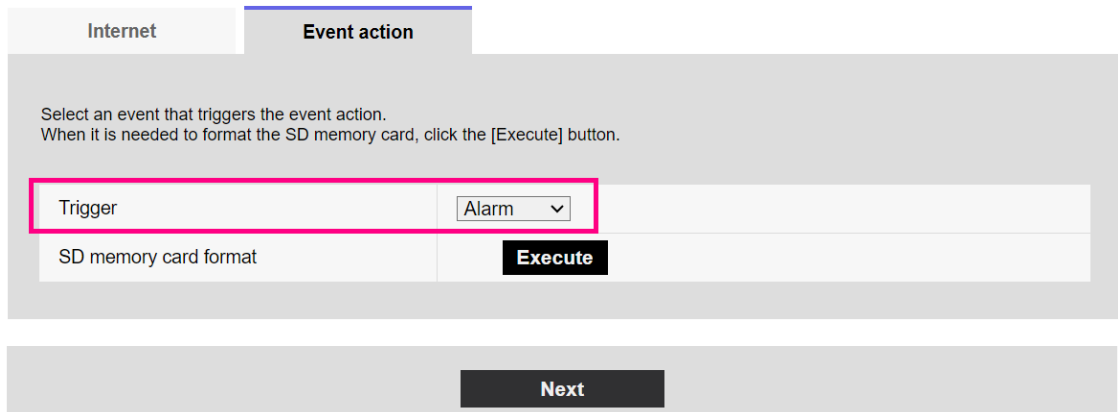 Internet
Event action
Select an event that triggers the event action.
When it is needed to format the SD memory card, click the [Execute] button.
Trigger
Alarm
SD memory card format
Execute
Next